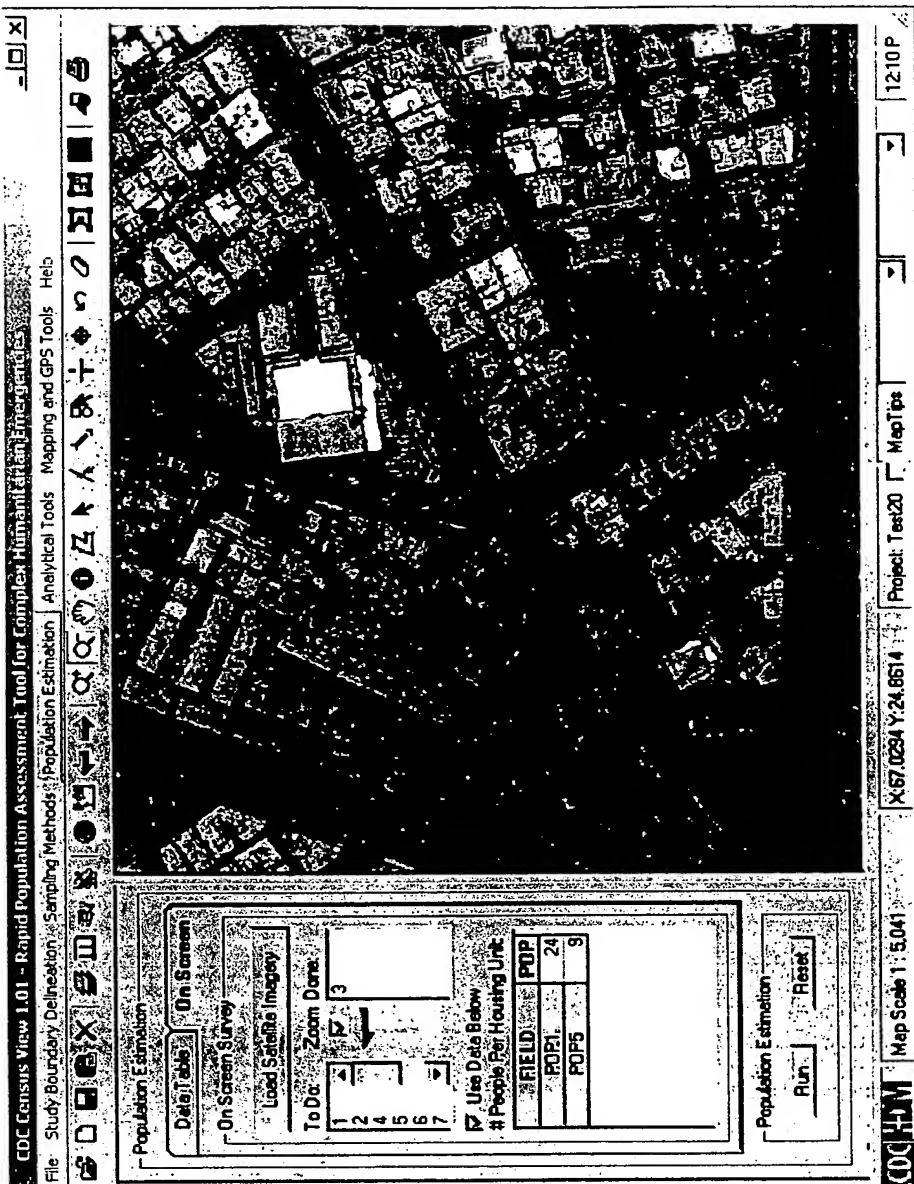 CDC Census View 1.01 - Rapid Population Assessment Tool for Complex Humanitarian Emergencies
File Study Boundary Delineation Sampling Methods Population Estimation Analytical Tools Mapping and GPS Tools Help
Population Estimation
Data Table On Screen
On Screen Survey
Load Satellite Imagery
To Do: Zoom Done:
1
2
4
5
6
7
3
Use Data Below
# People Per Housing Unit:
FIELD POP
POP1 24
POP5 9
Population Estimation
Run Reset
CDC Map Scale 1 : 5,041 X:67.0294 Y:24.8614 Project: Test20 MapTips 12:10 P